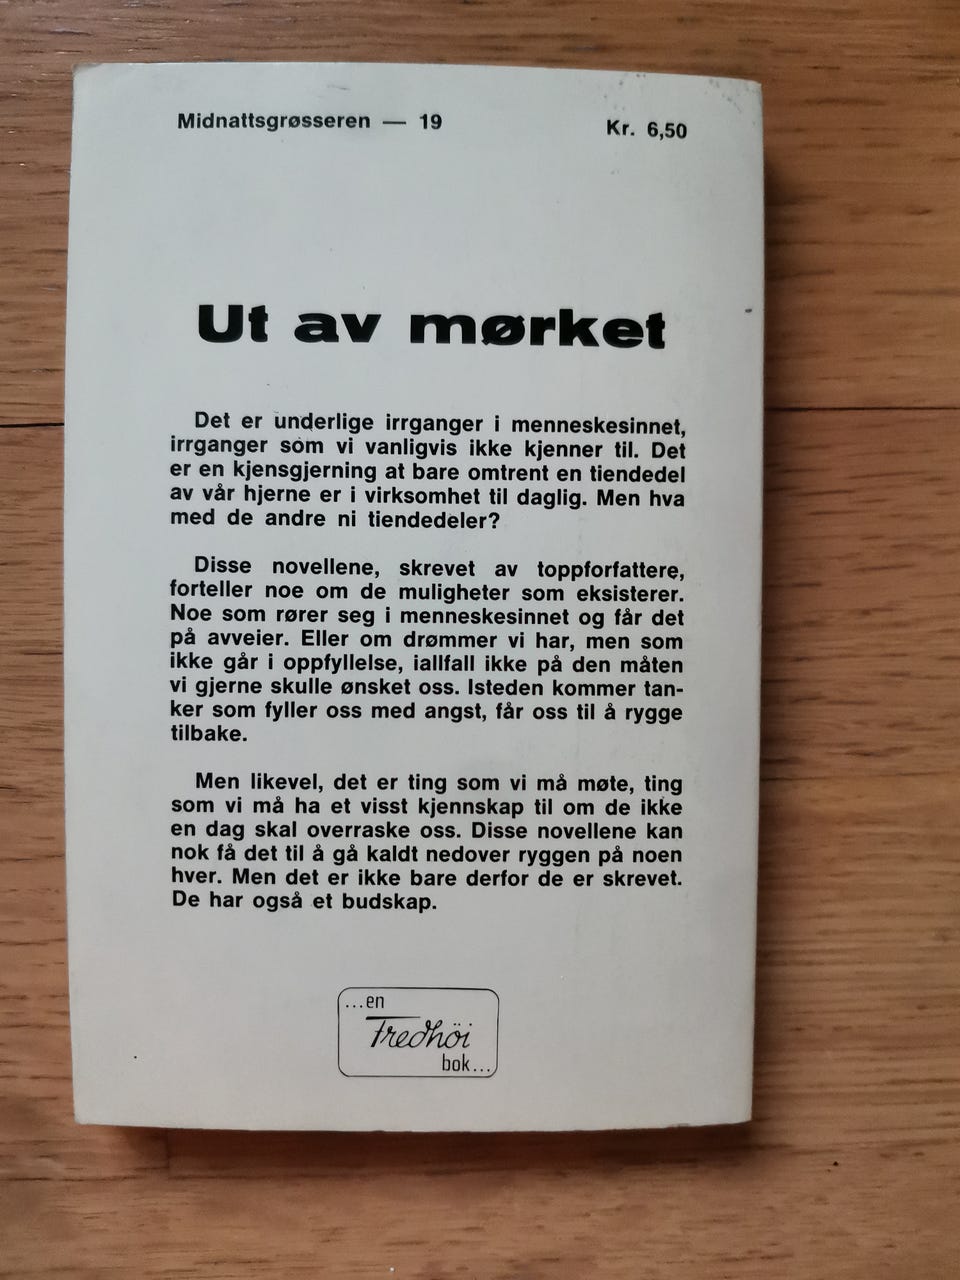 Midnattsgrøsseren — 19
Kr. 6,50
Ut av mørket
Det er underlige irrganger i menneskesinnet,
irrganger som vi vanligvis ikke kjenner til. Det
er en kjensgjerning at bare omtrent en tiendedel
av vår hjerne er i virksomhet til daglig. Men hva
med de andre ni tiendedeler?
Disse novellene, skrevet av toppforfattere,
forteller noe om de muligheter som eksisterer.
Noe som rører seg i menneskesinnet og får det
på avveier. Eller om drømmer vi har, men som
ikke går i oppfyllelse, iallfall ikke på den måten
vi gjerne skulle ønsket oss. Isteden kommer tan-
ker som fyller oss med angst, får oss til å rygge
tilbake.
Men likevel, det er ting som vi må møte, ting
som vi må ha et visst kjennskap til om de ikke
en dag skal overraske oss. Disse novellene kan
nok få det til å gå kaldt nedover ryggen på noen
hver. Men det er ikke bare derfor de er skrevet.
De har også et budskap.
...en
Fredhöi
bok...